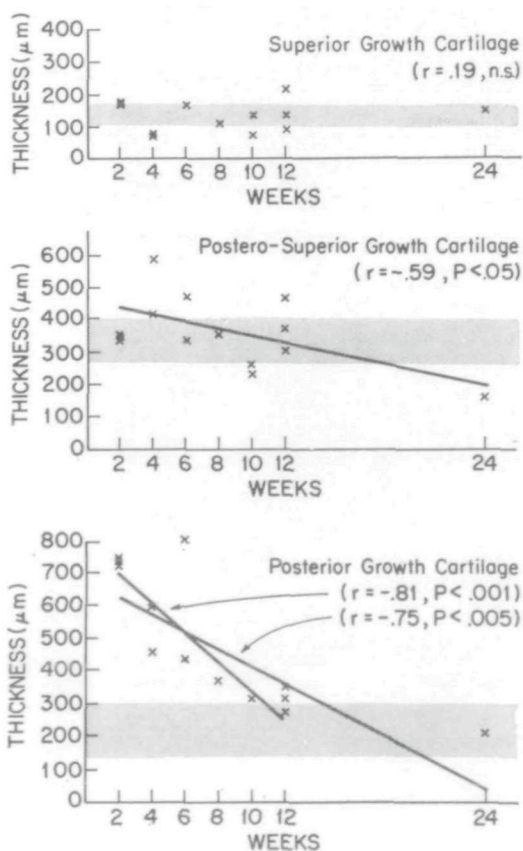 400
Superior Growth Cartilage
300
(r=.19,n.s.)
200
100
0
THICKNESS(μm)
2 4 6 8 10 12 24
WEEKS
600
Postero-Superior Growth Cartilage
500
(r=-.59, P<.05)
400
300
200
100
0
THICKNESS(μm)
2 4 6 8 10 12 24
WEEKS
800
Posterior Growth Cartilage
700
(r=-.81, P<.001)
600
(r=-.75, P<.005)
500
400
300
200
100
0
THICKNESS(μm)
2 4 6 8 10 12 24
WEEKS